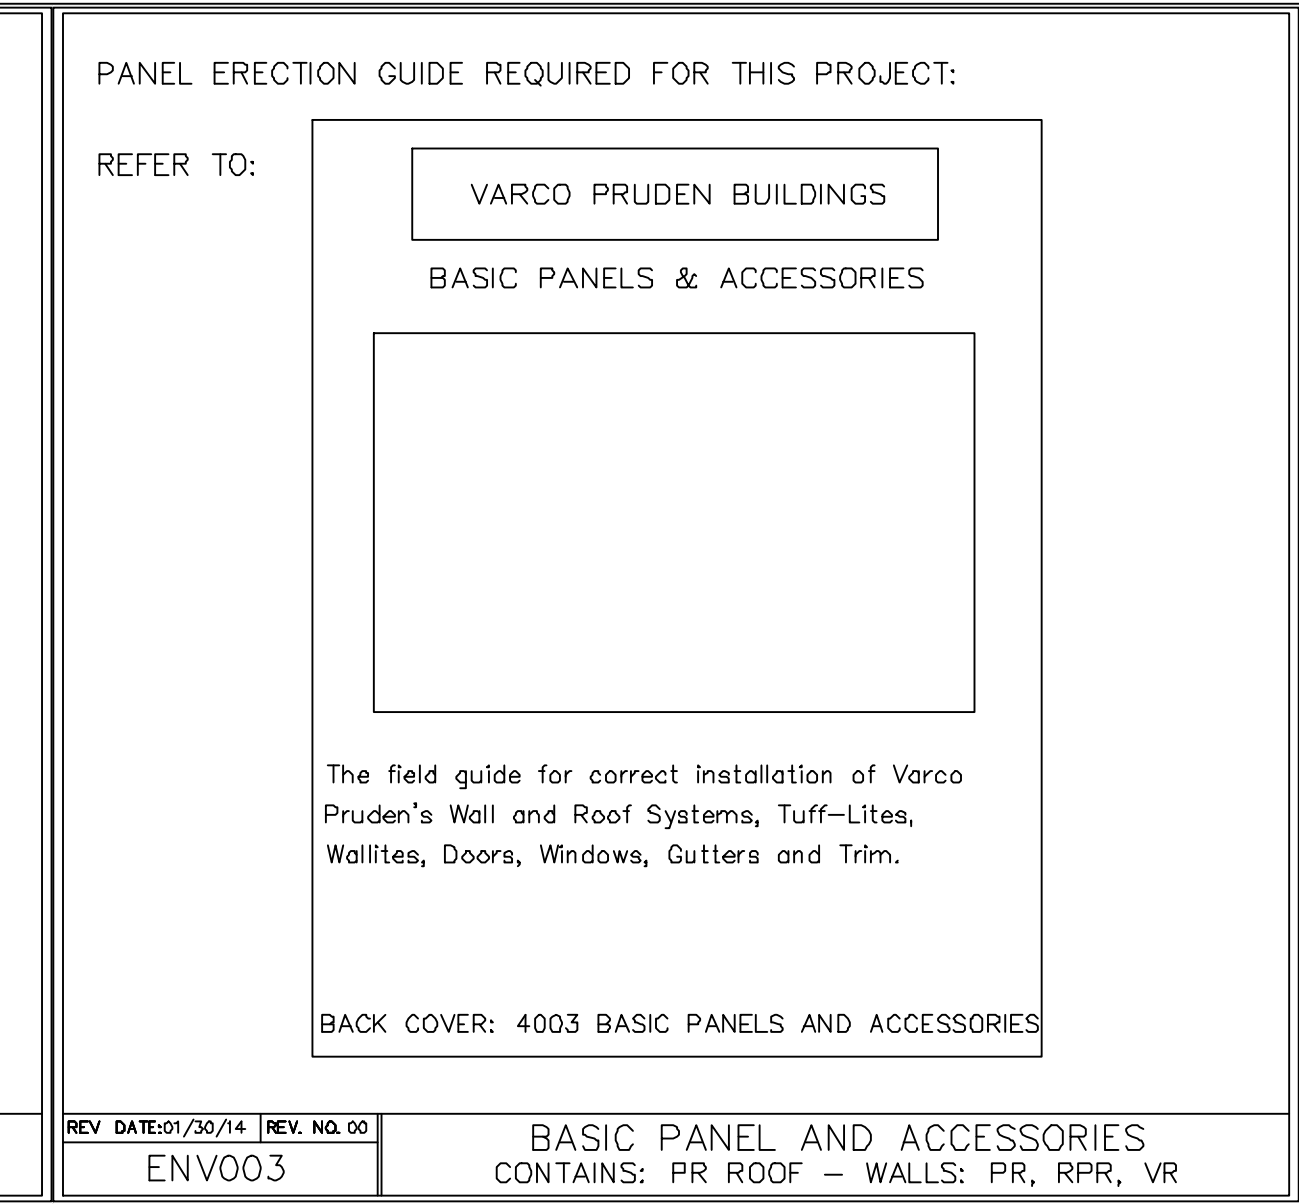 PANEL ERECTION GUIDE REQUIRED FOR THIS PROJECT:
REFER TO:
VARCO PRUDEN BUILDINGS
BASIC PANELS & ACCESSORIES
The field guide for correct installation of Varco
Pruden's Wall and Roof Systems, Tuff-Lites,
Wallites, Doors, Windows, Gutters and Trim.
BACK COVER: 4003 BASIC PANELS AND ACCESSORIES
REV DATE:01/30/14 REV. NO. 00
ENV003
BASIC PANEL AND ACCESSORIES
CONTAINS: PR ROOF - WALLS: PR, RPR, VR